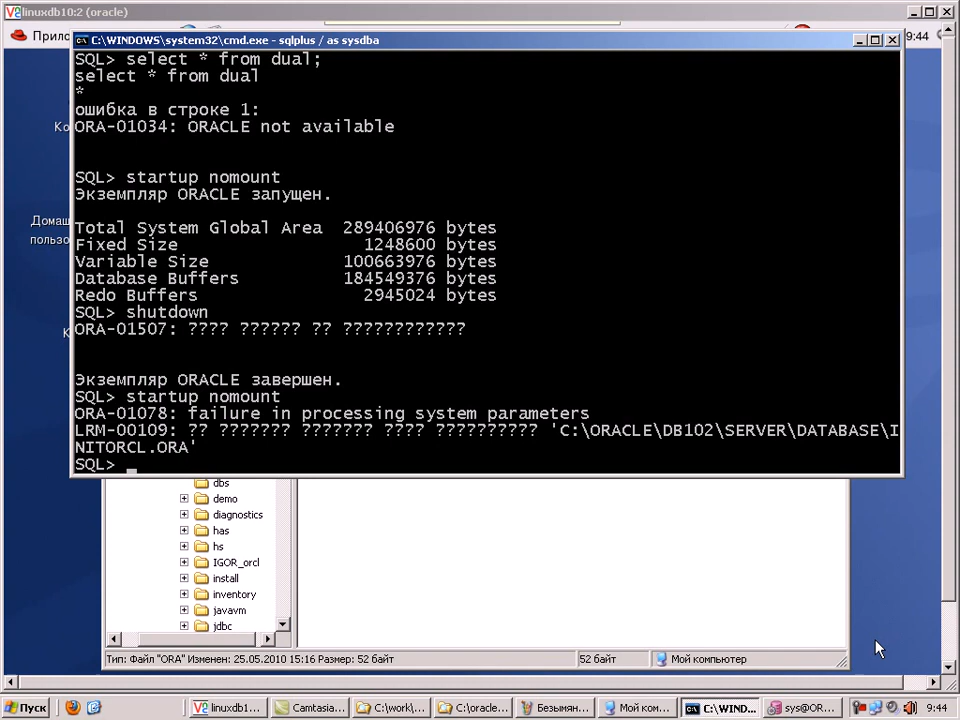 linuxdb10:2 (oracle)
Прило
9:44
C:\WINDOWS\system32\cmd.exe - sqlplus / as sysdba
SQL> select * from dual;
select * from dual
*
ошибка в строке 1:
ORA-01034: ORACLE not available
SQL> startup nomount
Экземпляр ORACLE запущен.
Total System Global Area 289406976 bytes
Fixed Size 1248600 bytes
Variable Size 100663976 bytes
Database Buffers 184549376 bytes
Redo Buffers 2945024 bytes
SQL> shutdown
ORA-01507: ???? ?????? ?? ????????????
Экземпляр ORACLE завершен.
SQL> startup nomount
ORA-01078: failure in processing system parameters
LRM-00109: ?? ??????? ??????? ???? ?????????? 'C:\ORACLE\DB102\SERVER\DATABASE\I
NITORCL.ORA'
SQL> _
Ко
Домаш
пользо
К
dbs
demo
diagnostics
has
hs
IGOR_orcl
install
inventory
javavm
jdbc
Тип: Файл "ORA" Изменен: 25.05.2010 15:16 Размер: 52 байт
52 байт
Мой компьютер
Пуск
linuxdb1...
Camtasia...
C:\work\...
C:\oracle...
Безымян...
Мой ком...
C:\WIND...
sys@OR...
9:44